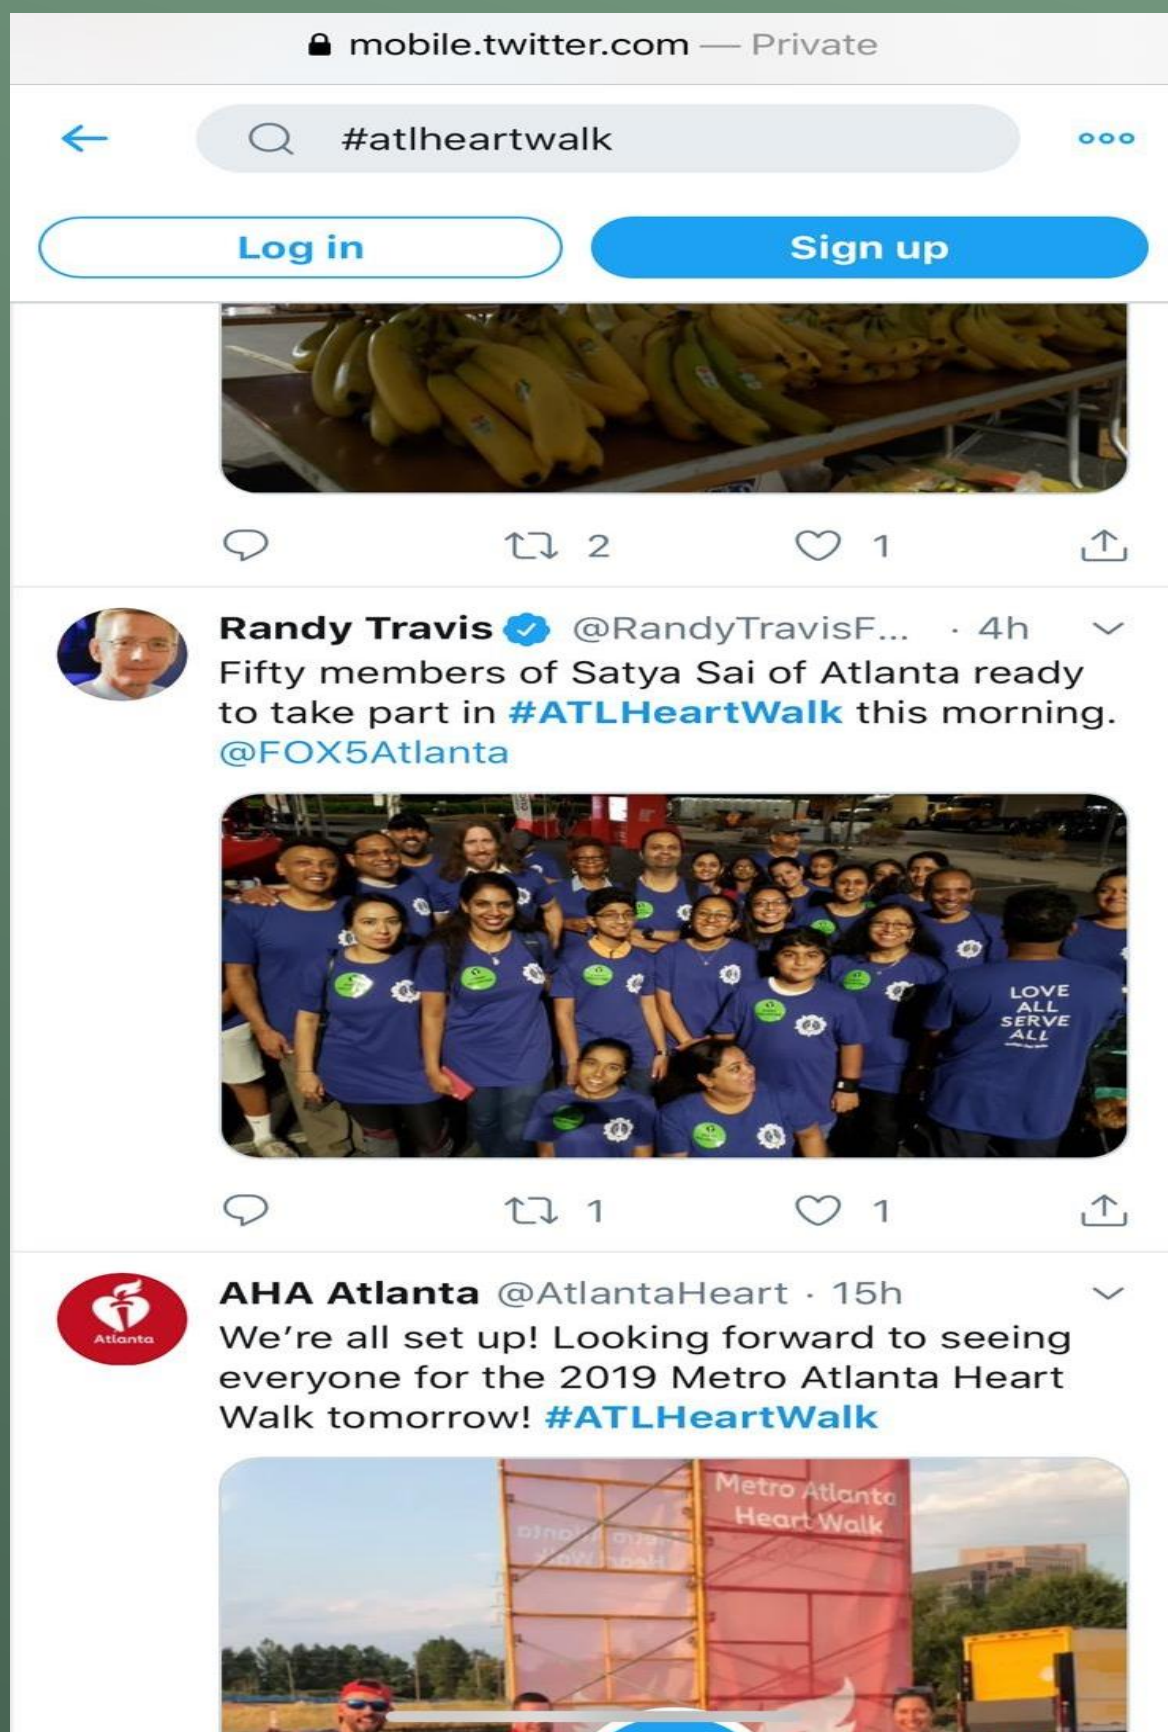 mobile.twitter.com — Private
#atlheartwalk
Log in
Sign up
2
1
Randy Travis @RandyTravisF... · 4h
Fifty members of Satya Sai of Atlanta ready
to take part in #ATLHeartWalk this morning.
@FOX5Atlanta
LOVE
ALL
SERVE
ALL
1
1
AHA Atlanta @AtlantaHeart · 15h
Atlanta
We're all set up! Looking forward to seeing
everyone for the 2019 Metro Atlanta Heart
Walk tomorrow! #ATLHeartWalk
Metro Atlanta
Heart Walk